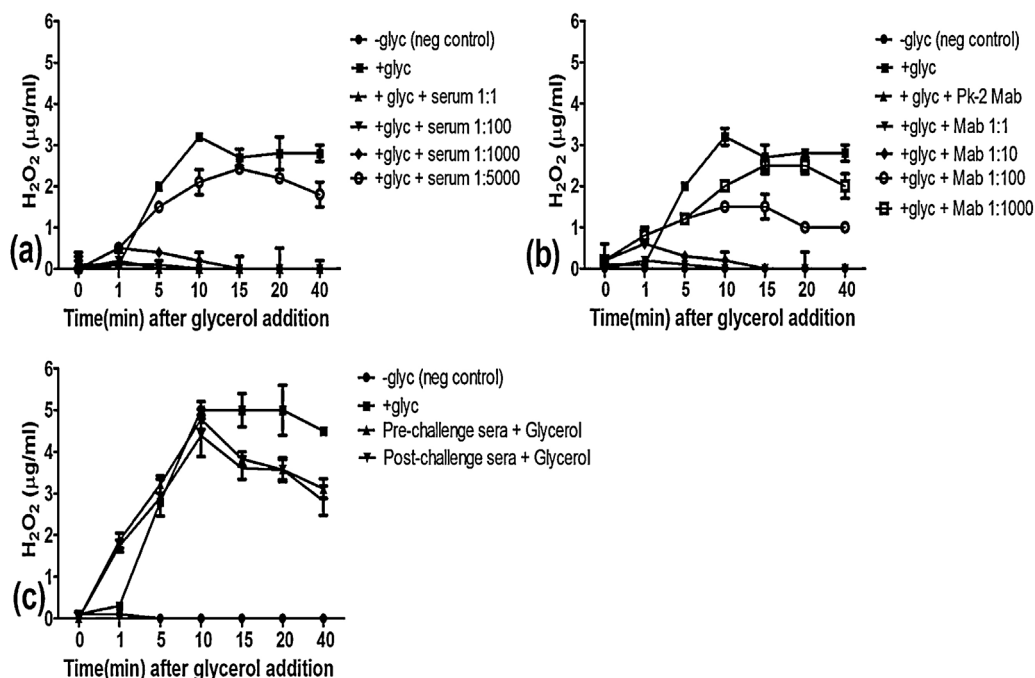 6
5
4
3
2
1
0
H₂O₂ (µg/ml)
(a)
0 1 5 10 15 20 40
Time(min) after glycerol addition
-glyc (neg control)
+glyc
+ glyc + serum 1:1
+glyc + serum 1:100
+glyc + serum 1:1000
+glyc + serum 1:5000
6
5
4
3
2
1
0
H₂O₂ (µg/ml)
(b)
0 1 5 10 15 20 40
Time(min) after glycerol addition
-glyc (neg control)
+glyc
+ glyc + Pk-2 Mab
+glyc + Mab 1:1
+glyc + Mab 1:10
+glyc + Mab 1:100
+glyc + Mab 1:1000
6
5
4
3
2
1
0
H₂O₂ (µg/ml)
(c)
0 1 5 10 15 20 40
Time(min) after glycerol addition
-glyc (neg control)
+glyc
Pre-challenge sera + Glycerol
Post-challenge sera + Glycerol